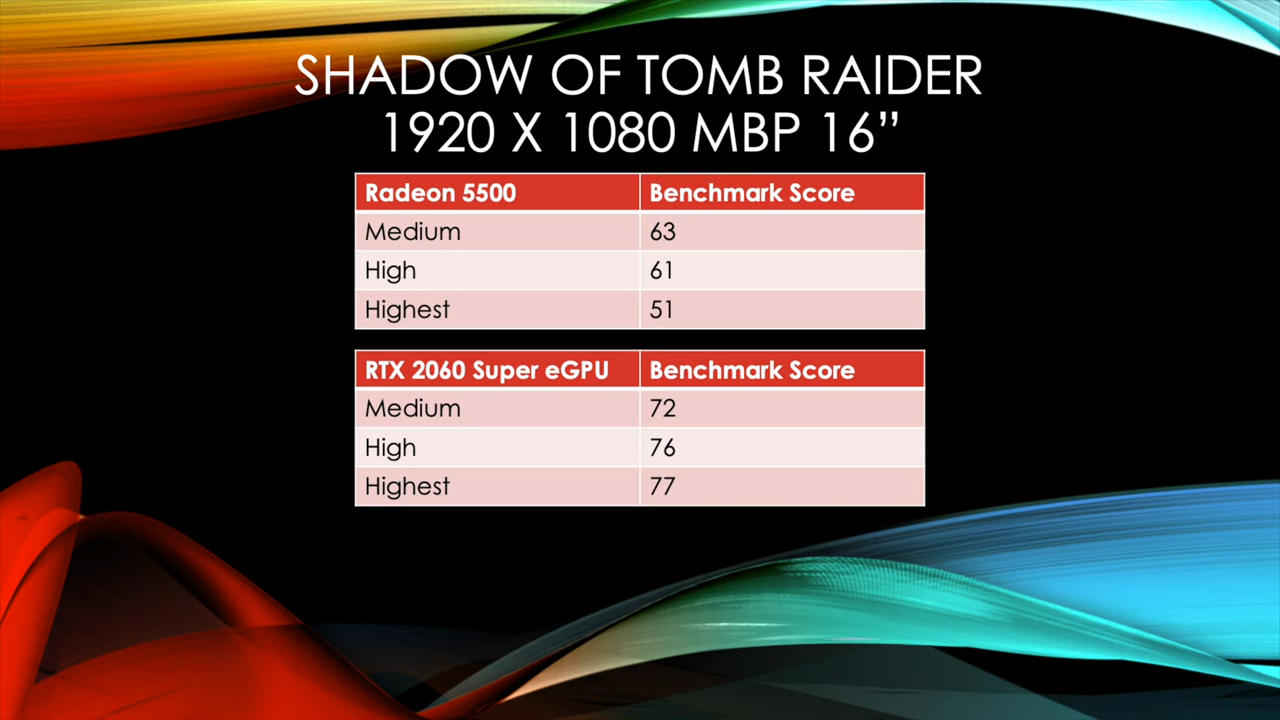 SHADOW OF TOMB RAIDER
1920 X 1080 MBP 16”
Radeon 5500 Benchmark Score
Medium 63
High 61
Highest 51
RTX 2060 Super eGPU Benchmark Score
Medium 72
High 76
Highest 77